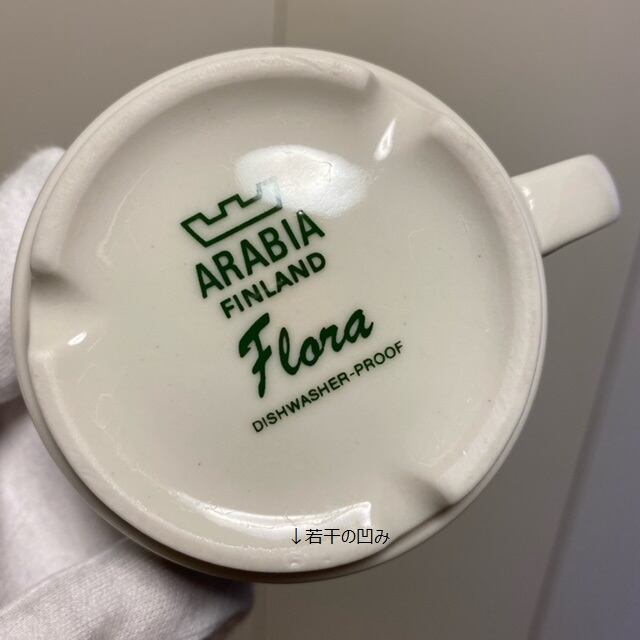 ARABIA
FINLAND
Flora
DISHWASHER-PROOF
↓若干の凹み